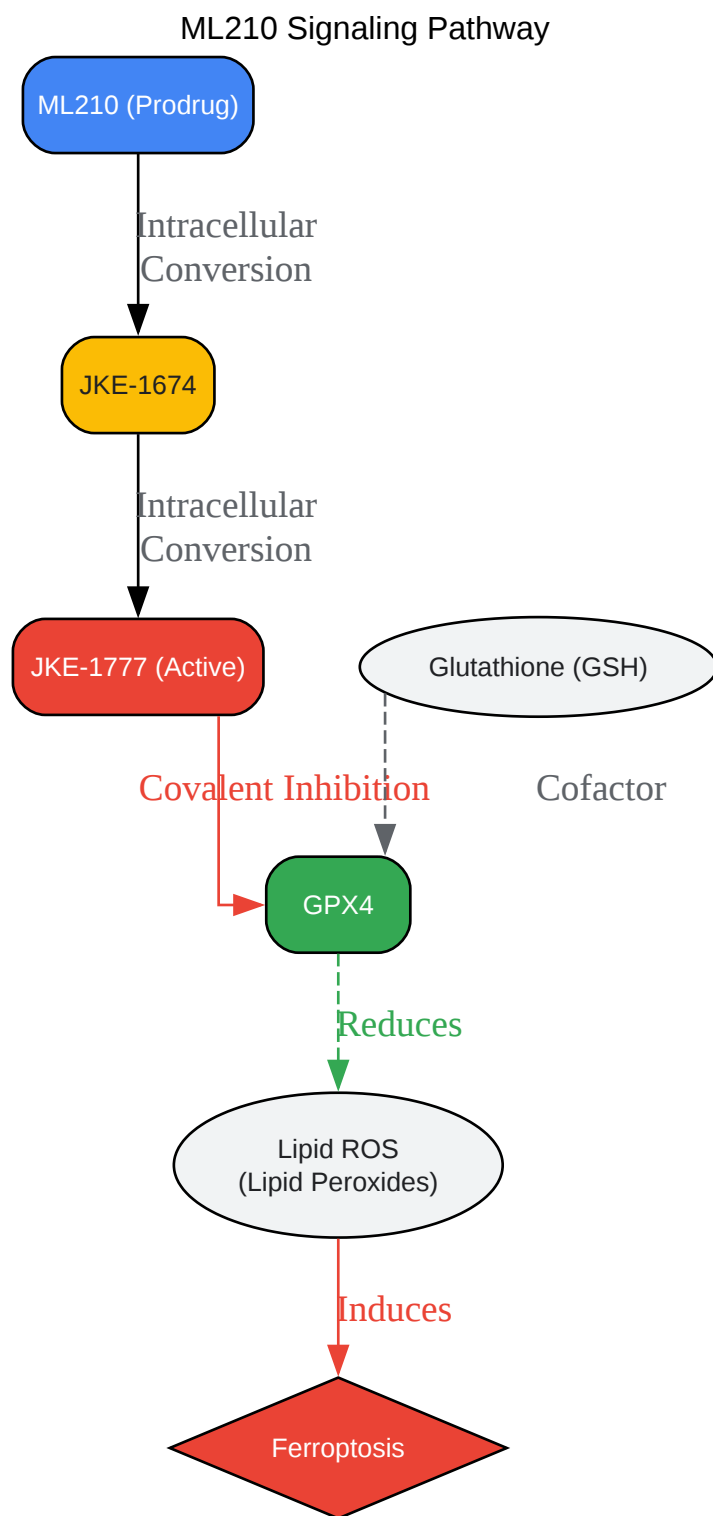 ML210 Signaling Pathway
ML210 (Prodrug)
Intracellular
Conversion
JKE-1674
Intracellular
Conversion
JKE-1777 (Active)
Glutathione (GSH)
Covalent Inhibition
Cofactor
GPX4
Reduces
Lipid ROS
(Lipid Peroxides)
Induces
Ferroptosis